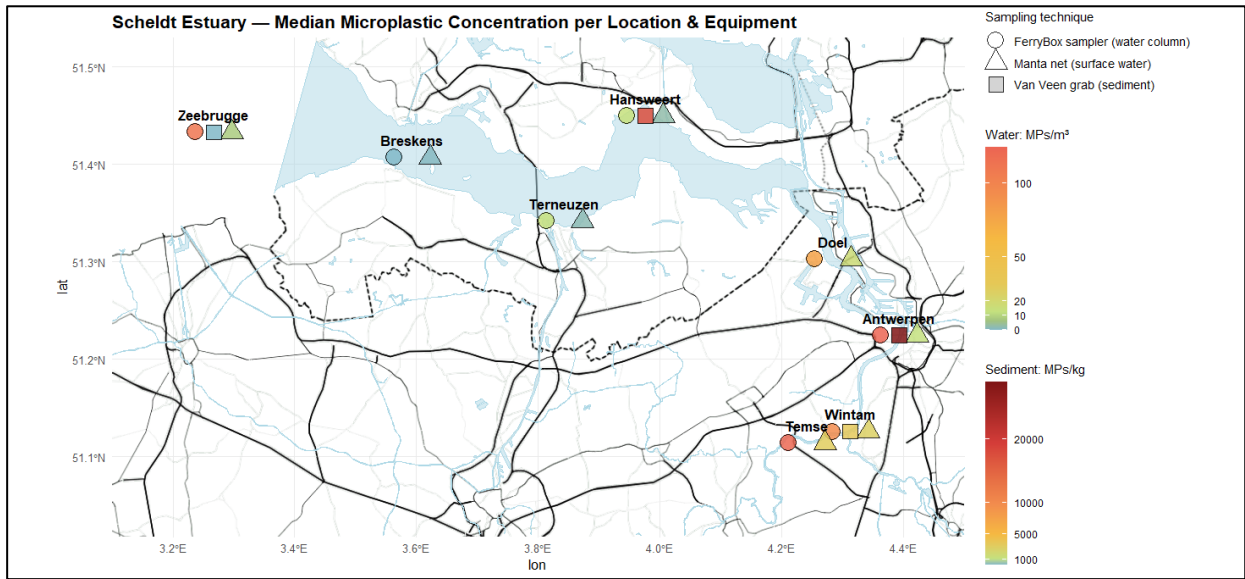 Scheldt Estuary — Median Microplastic Concentration per Location & Equipment
Sampling technique
FerryBox sampler (water column)
Manta net (surface water)
Van Veen grab (sediment)
Water: MPs/m³
100
50
20
10
0
Sediment: MPs/kg
20000
10000
5000
1000
51.5°N
51.4°N
51.3°N
51.2°N
51.1°N
lat
Zeebrugge
Hansweert
Breskens
Terneuzen
Doel
Antwerpen
Wintam
Temse
3.2°E
3.4°E
3.6°E
3.8°E
4.0°E
4.2°E
4.4°E
lon